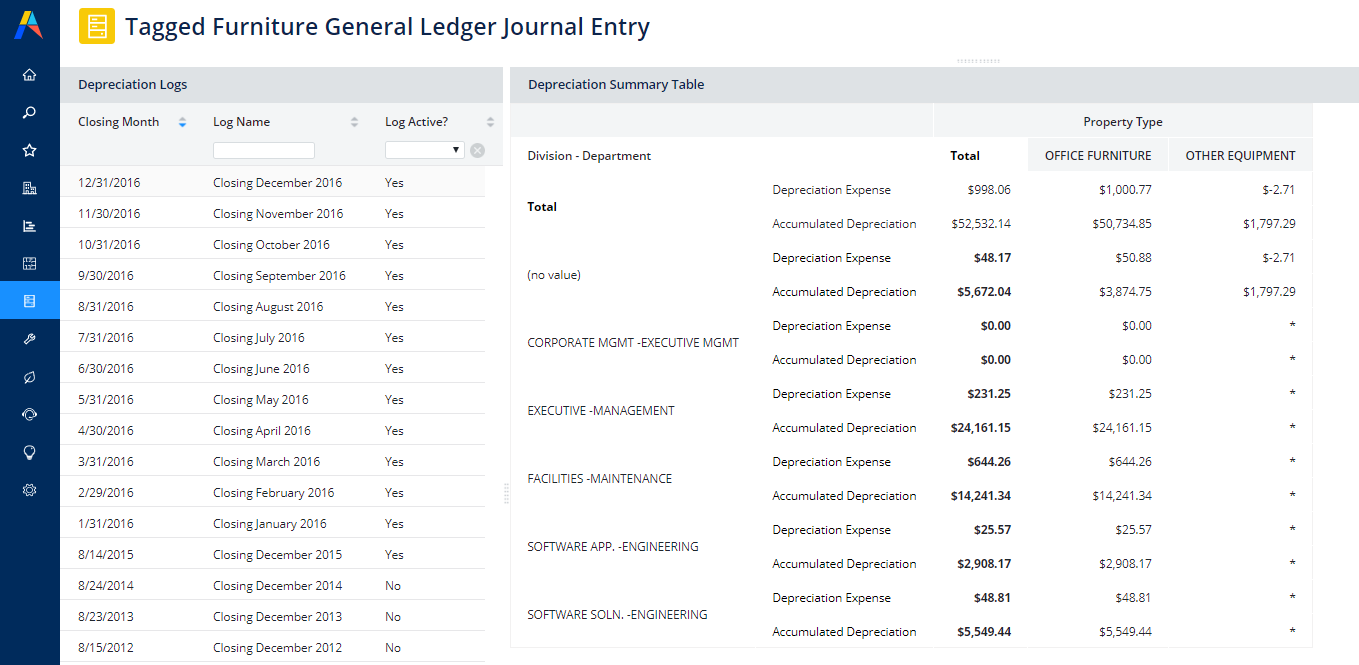 Tagged Furniture General Ledger Journal Entry
Depreciation Logs
Closing Month Log Name Log Active?
12/31/2016 Closing December 2016 Yes
11/30/2016 Closing November 2016 Yes
10/31/2016 Closing October 2016 Yes
9/30/2016 Closing September 2016 Yes
8/31/2016 Closing August 2016 Yes
7/31/2016 Closing July 2016 Yes
6/30/2016 Closing June 2016 Yes
5/31/2016 Closing May 2016 Yes
4/30/2016 Closing April 2016 Yes
3/31/2016 Closing March 2016 Yes
2/29/2016 Closing February 2016 Yes
1/31/2016 Closing January 2016 Yes
8/14/2015 Closing December 2015 Yes
8/24/2014 Closing December 2014 No
8/23/2013 Closing December 2013 No
8/15/2012 Closing December 2012 No
Depreciation Summary Table
Property Type
Division - Department Total OFFICE FURNITURE OTHER EQUIPMENT
Total
Depreciation Expense $998.06 $1,000.77 $-2.71
Accumulated Depreciation $52,532.14 $50,734.85 $1,797.29
(no value)
Depreciation Expense $48.17 $50.88 $-2.71
Accumulated Depreciation $5,672.04 $3,874.75 $1,797.29
CORPORATE MGMT -EXECUTIVE MGMT
Depreciation Expense $0.00 $0.00 *
Accumulated Depreciation $0.00 $0.00 *
EXECUTIVE -MANAGEMENT
Depreciation Expense $231.25 $231.25 *
Accumulated Depreciation $24,161.15 $24,161.15 *
FACILITIES -MAINTENANCE
Depreciation Expense $644.26 $644.26 *
Accumulated Depreciation $14,241.34 $14,241.34 *
SOFTWARE APP. -ENGINEERING
Depreciation Expense $25.57 $25.57 *
Accumulated Depreciation $2,908.17 $2,908.17 *
SOFTWARE SOLN. -ENGINEERING
Depreciation Expense $48.81 $48.81 *
Accumulated Depreciation $5,549.44 $5,549.44 *